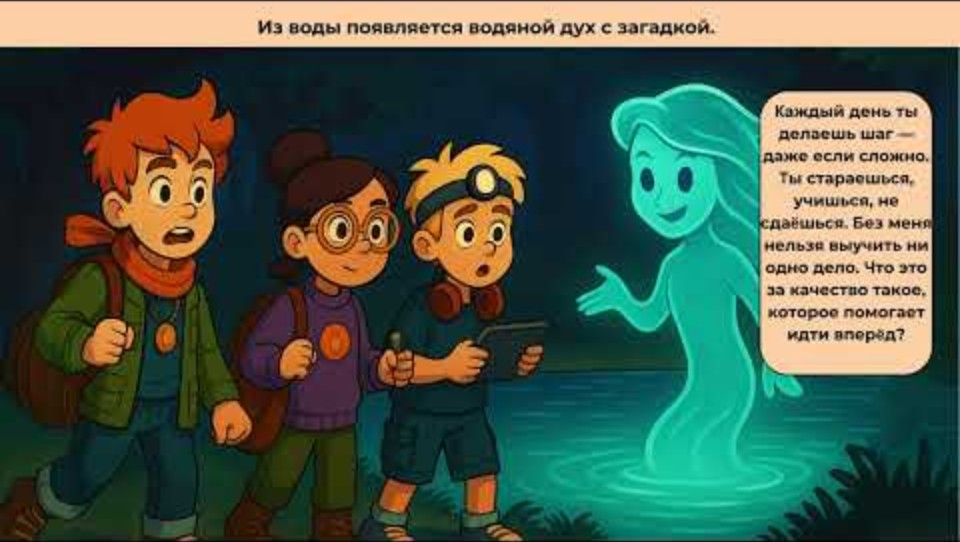 Из воды появляется водяной дух с загадкой.
Каждый день ты
делаешь шаг —
даже если сложно.
Ты стараешься,
учишься, не
сдаёшься. Без меня
нельзя выучить ни
одно дело. Что это
за качество такое,
которое помогает
идти вперёд?